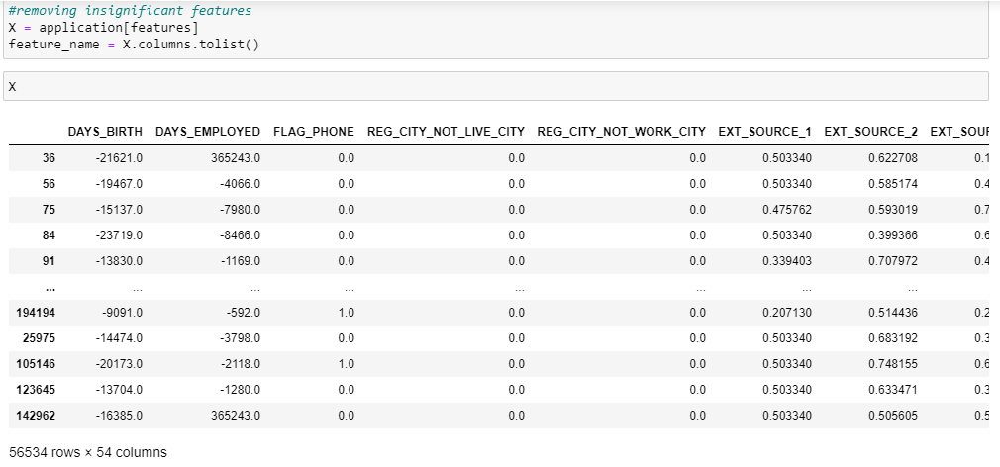 #removing insignificant features
X = application[features]
feature_name = X.columns.tolist()
X
DAYS_BIRTH DAYS_EMPLOYED FLAG_PHONE REG_CITY_NOT_LIVE_CITY REG_CITY_NOT_WORK_CITY EXT_SOURCE_1 EXT_SOURCE_2 EXT_SOUR
36 -21621.0 365243.0 0.0 0.0 0.0 0.503340 0.622708 0.1
56 -19467.0 -4066.0 0.0 0.0 0.0 0.503340 0.585174 0.4
75 -15137.0 -7980.0 0.0 0.0 0.0 0.475762 0.593019 0.7
84 -23719.0 -8466.0 0.0 0.0 0.0 0.503340 0.399366 0.6
91 -13830.0 -1169.0 0.0 0.0 0.0 0.339403 0.707972 0.4
... ... ... ... ... ... ... ...
194194 -9091.0 -592.0 1.0 0.0 0.0 0.207130 0.514436 0.2
25975 -14474.0 -3798.0 0.0 0.0 0.0 0.503340 0.683192 0.3
105146 -20173.0 -2118.0 1.0 0.0 0.0 0.503340 0.748155 0.6
123645 -13704.0 -1280.0 0.0 0.0 0.0 0.503340 0.633471 0.3
142962 -16385.0 365243.0 0.0 0.0 0.0 0.503340 0.505605 0.5
56534 rows × 54 columns